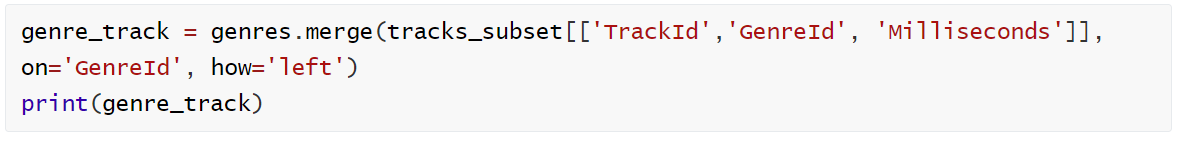 genre_track = genres.merge(tracks_subset[['TrackId','GenreId', 'Milliseconds']],
on='GenreId', how='left')
print(genre_track)